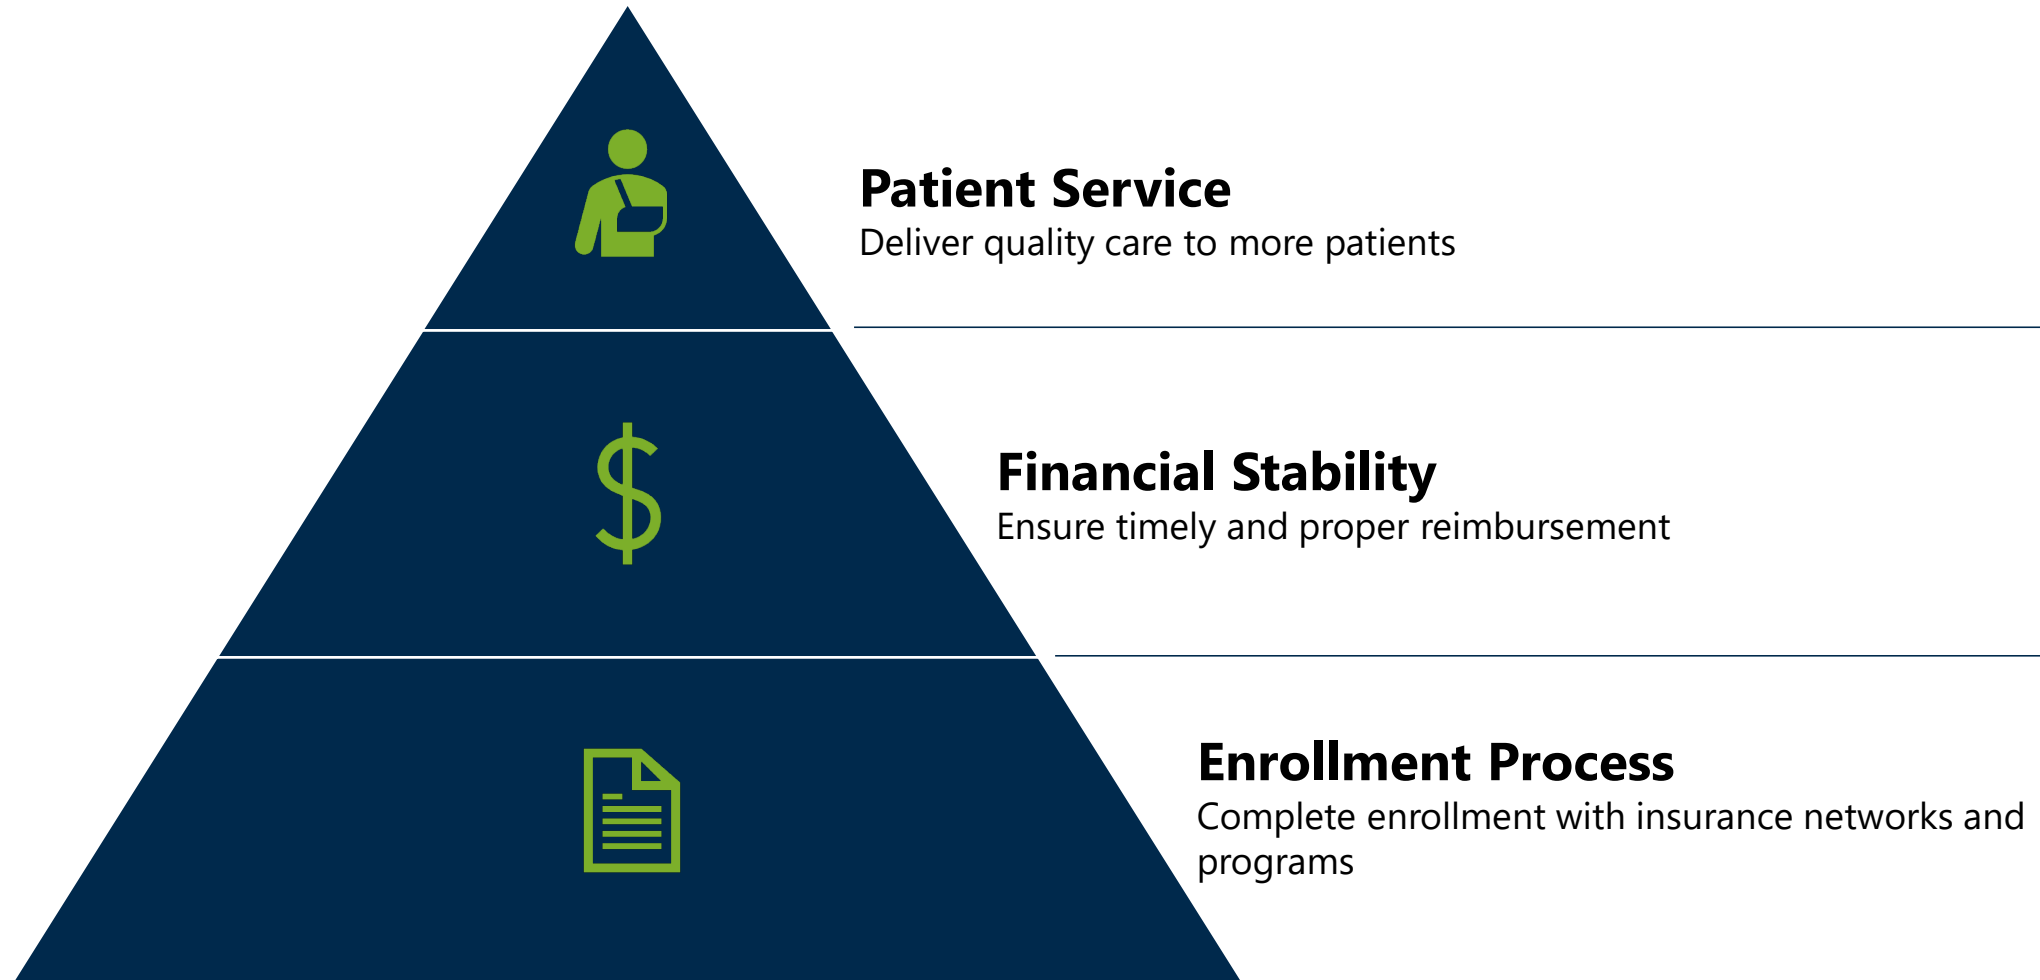 Patient Service
Deliver quality care to more patients
Financial Stability
Ensure timely and proper reimbursement
Enrollment Process
Complete enrollment with insurance networks and
programs